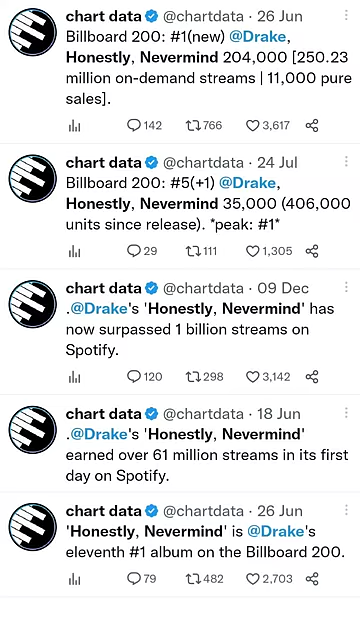 chart data @chartdata · 26 Jun
Billboard 200: #1(new) @Drake,
Honestly, Nevermind 204,000 [250.23
million on-demand streams | 11,000 pure
sales].
142 766 3,617
chart data @chartdata · 24 Jul
Billboard 200: #5(+1) @Drake,
Honestly, Nevermind 35,000 (406,000
units since release). *peak: #1*
29 111 1,305
chart data @chartdata · 09 Dec
.@Drake's 'Honestly, Nevermind' has
now surpassed 1 billion streams on
Spotify.
120 298 3,142
chart data @chartdata · 18 Jun
.@Drake's 'Honestly, Nevermind'
earned over 61 million streams in its first
day on Spotify.
chart data @chartdata · 26 Jun
'Honestly, Nevermind' is @Drake's
eleventh #1 album on the Billboard 200.
79 482 2,703